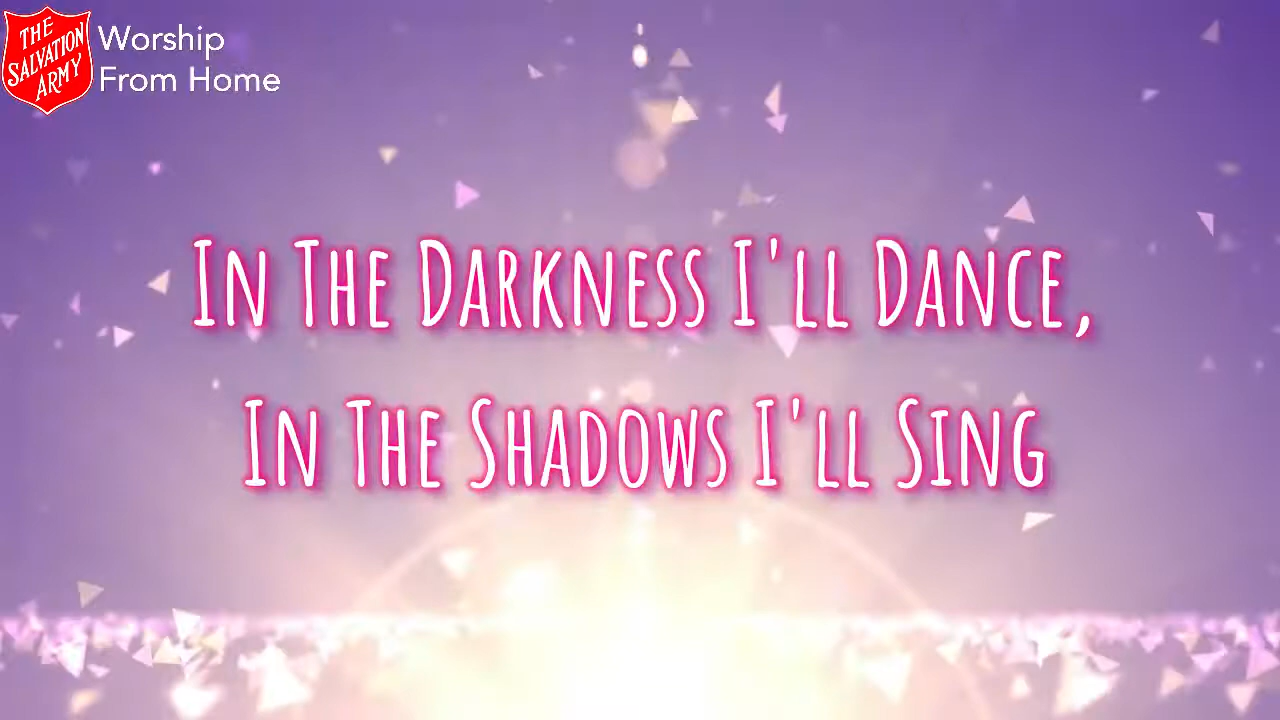 THE
SALVATION
ARMY
Worship
From Home
In The Darkness I'll Dance,
In The Shadows I'll Sing